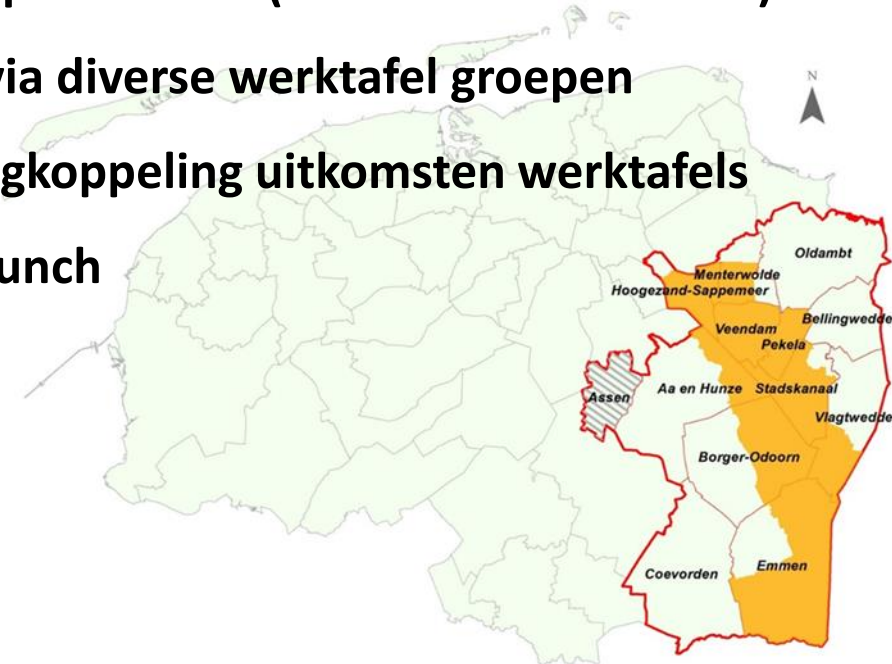 via diverse werktafel groepen
gkoppeling uitkomsten werktafels
unch
N
Oldambt
Menterwolde
Hoogezand-Sappemeer
Bellingwedde
Veendam
Pekela
Aa en Hunze
Stadskanaal
Assen
Vlagtwedde
Borger-Odoorn
Emmen
Coevorden